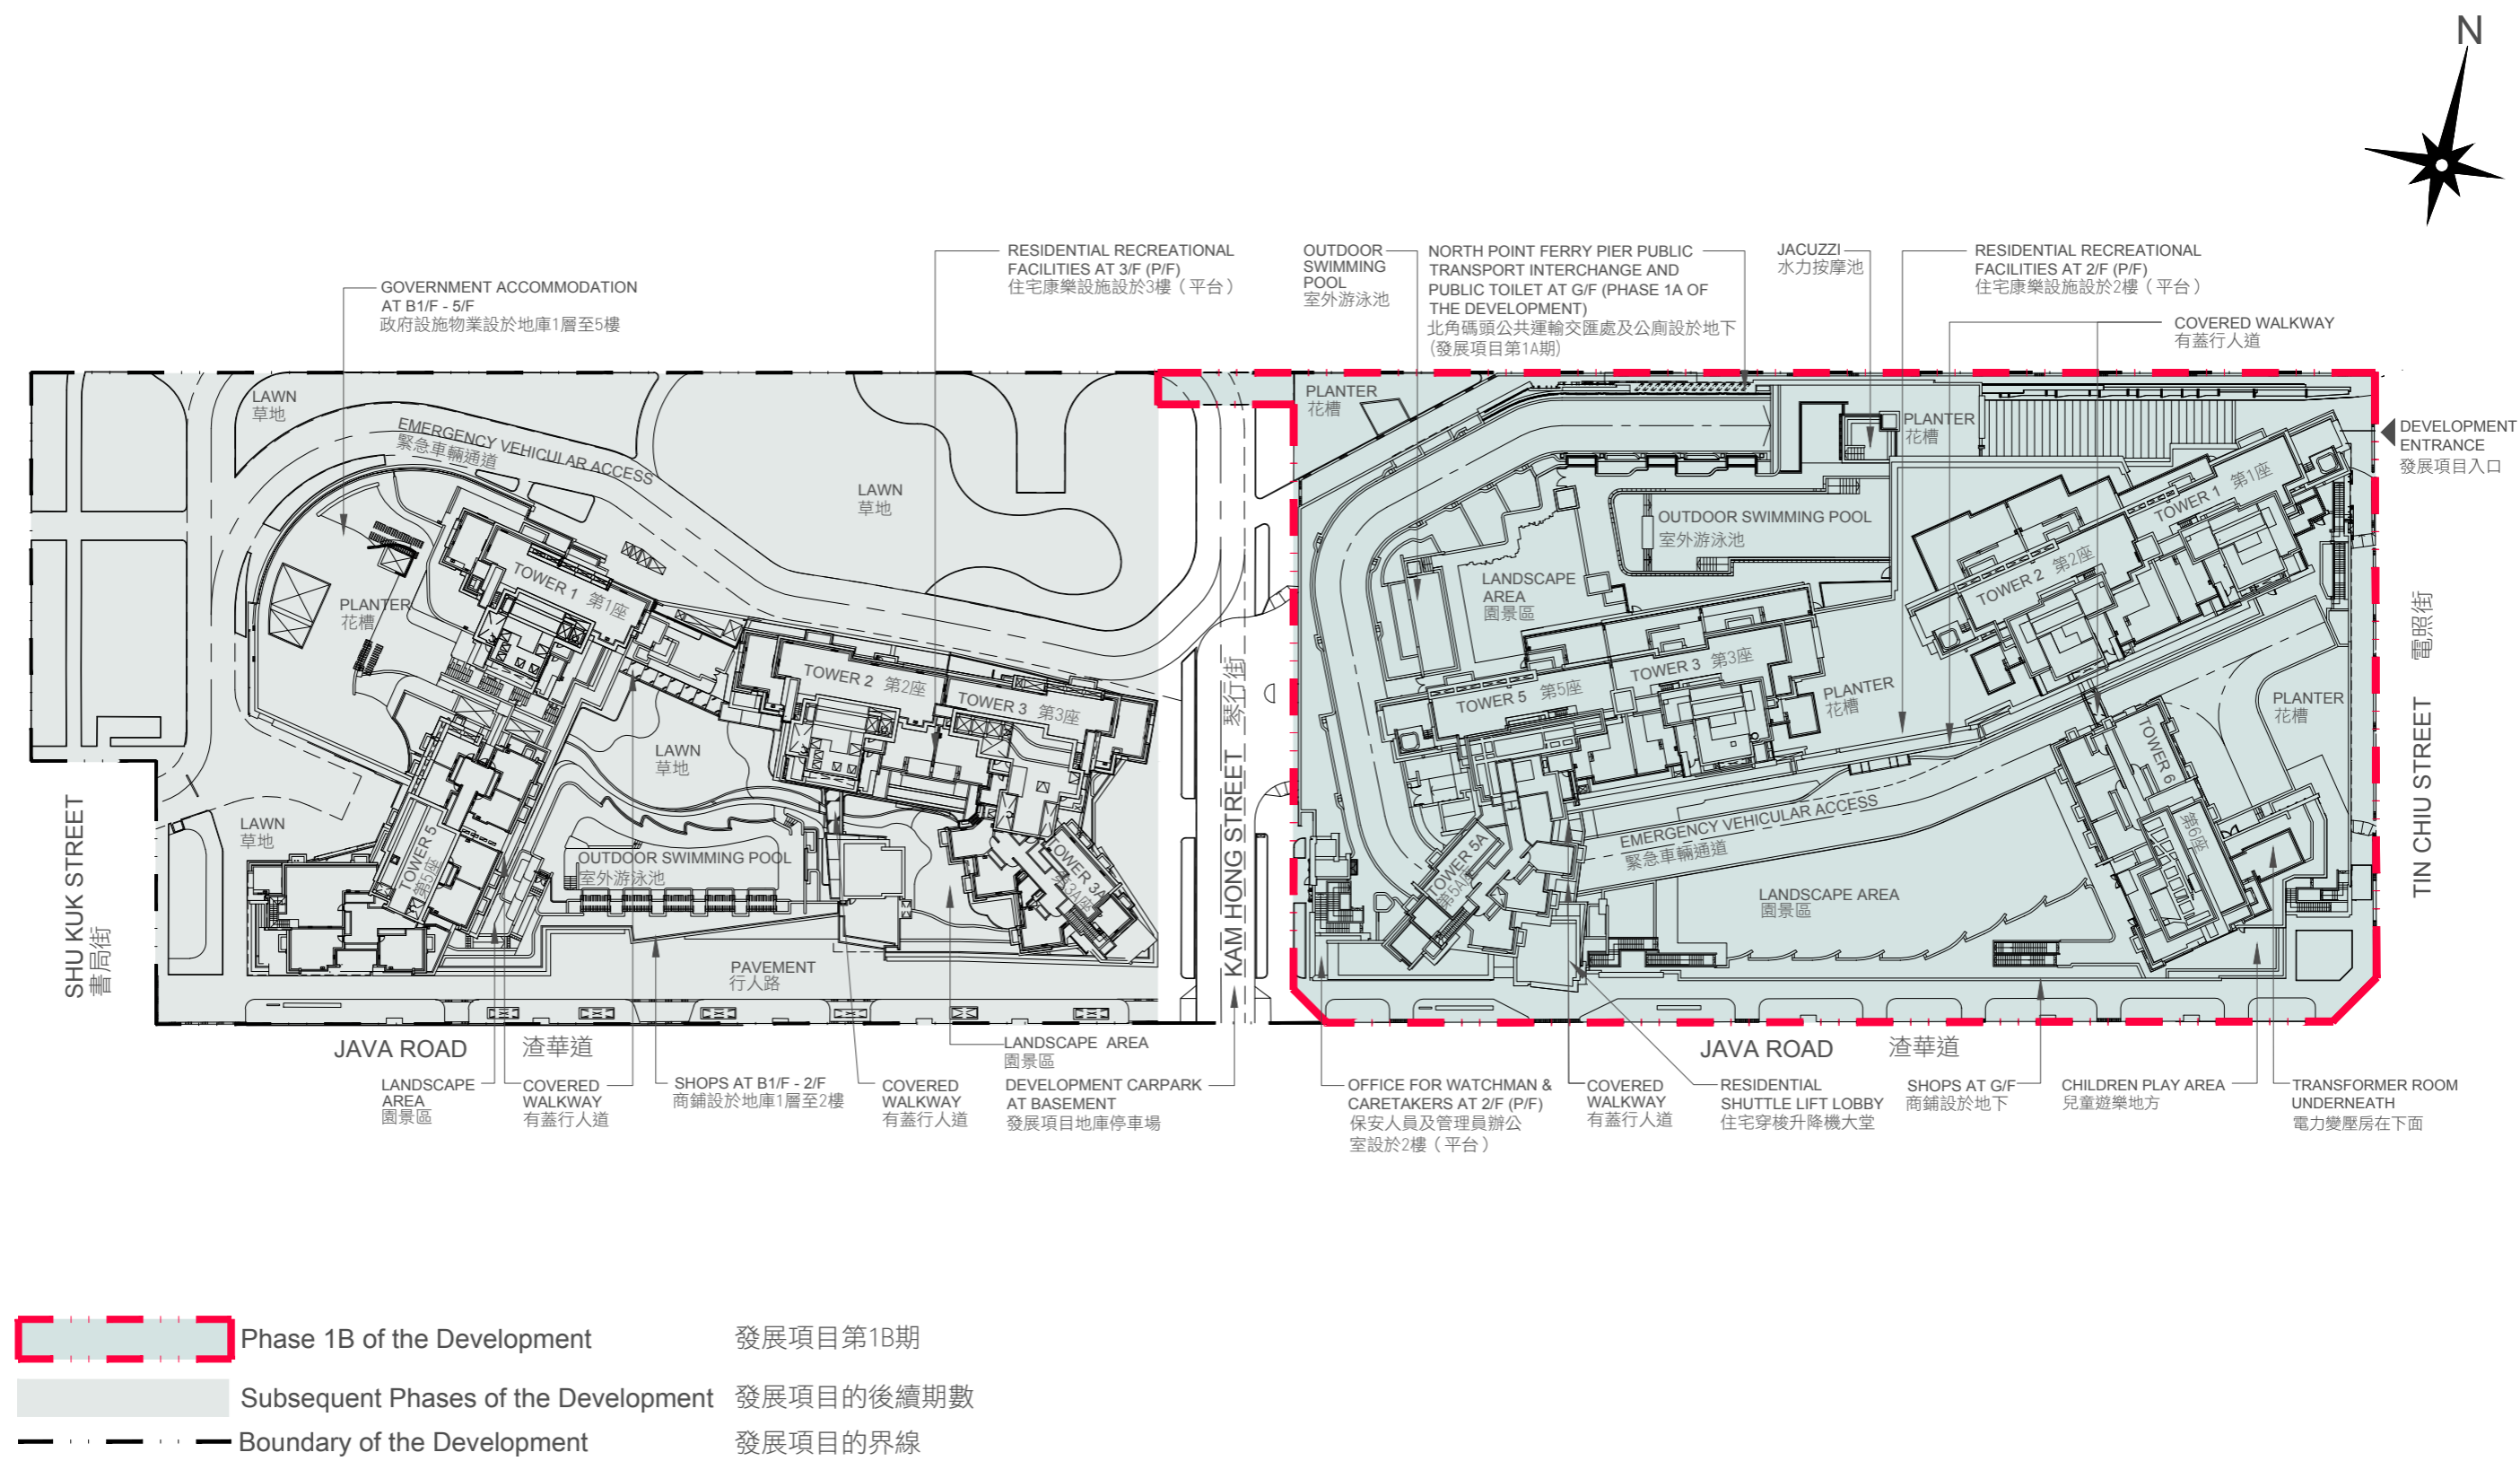 N
RESIDENTIAL RECREATIONAL
FACILITIES AT 3/F (P/F)
住宅康樂設施設於3樓（平台）
GOVERNMENT ACCOMMODATION
AT B1/F - 5/F
政府設施物業設於地庫1層至5樓
OUTDOOR
SWIMMING
POOL
室外游泳池
NORTH POINT FERRY PIER PUBLIC
TRANSPORT INTERCHANGE AND
PUBLIC TOILET AT G/F (PHASE 1A OF
THE DEVELOPMENT)
北角碼頭公共運輸交匯處及公廁設於地下
(發展項目第1A期)
JACUZZI
水力按摩池
RESIDENTIAL RECREATIONAL
FACILITIES AT 2/F (P/F)
住宅康樂設施設於2樓（平台）
COVERED WALKWAY
有蓋行人道
DEVELOPMENT
ENTRANCE
發展項目入口
LAWN
草地
EMERGENCY VEHICULAR ACCESS
緊急車輛通道
LAWN
草地
PLANTER
花槽
TOWER 1 第1座
TOWER 2 第2座
TOWER 3 第3座
LAWN
草地
LAWN
草地
TOWER 5
第5座
OUTDOOR SWIMMING POOL
室外游泳池
TOWER 3A
第3A座
PAVEMENT
行人路
SHU KUK STREET
書局街
KAM HONG STREET
琴行街
PLANTER
花槽
PLANTER
花槽
OUTDOOR SWIMMING POOL
室外游泳池
LANDSCAPE
AREA
園景區
TOWER 1 第1座
TOWER 2 第2座
TOWER 3 第3座
TOWER 5 第5座
PLANTER
花槽
PLANTER
花槽
TOWER 6
第6座
TOWER 5A
第5A座
EMERGENCY VEHICULAR ACCESS
緊急車輛通道
LANDSCAPE AREA
園景區
電照街
TIN CHIU STREET
JAVA ROAD 渣華道
JAVA ROAD 渣華道
LANDSCAPE
AREA
園景區
COVERED
WALKWAY
有蓋行人道
SHOPS AT B1/F - 2/F
商鋪設於地庫1層至2樓
COVERED
WALKWAY
有蓋行人道
LANDSCAPE AREA
園景區
DEVELOPMENT CARPARK
AT BASEMENT
發展項目地庫停車場
OFFICE FOR WATCHMAN &
CARETAKERS AT 2/F (P/F)
保安人員及管理員辦公
室設於2樓（平台）
COVERED
WALKWAY
有蓋行人道
RESIDENTIAL
SHUTTLE LIFT LOBBY
住宅穿梭升降機大堂
SHOPS AT G/F
商鋪設於地下
CHILDREN PLAY AREA
兒童遊樂地方
TRANSFORMER ROOM
UNDERNEATH
電力變壓房在下面
Phase 1B of the Development 發展項目第1B期
Subsequent Phases of the Development 發展項目的後續期數
Boundary of the Development 發展項目的界線